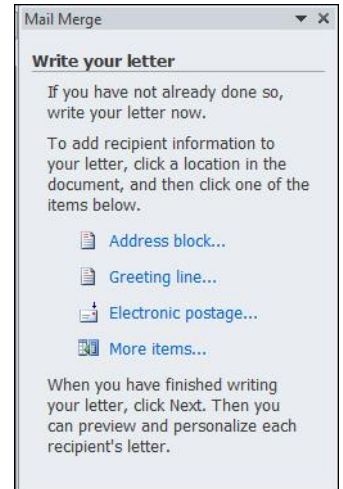 Mail Merge
Write your letter
If you have not already done so,
write your letter now.
To add recipient information to
your letter, click a location in the
document, and then click one of the
items below.
Address block...
Greeting line...
Electronic postage...
More items...
When you have finished writing
your letter, click Next. Then you
can preview and personalize each
recipient's letter.